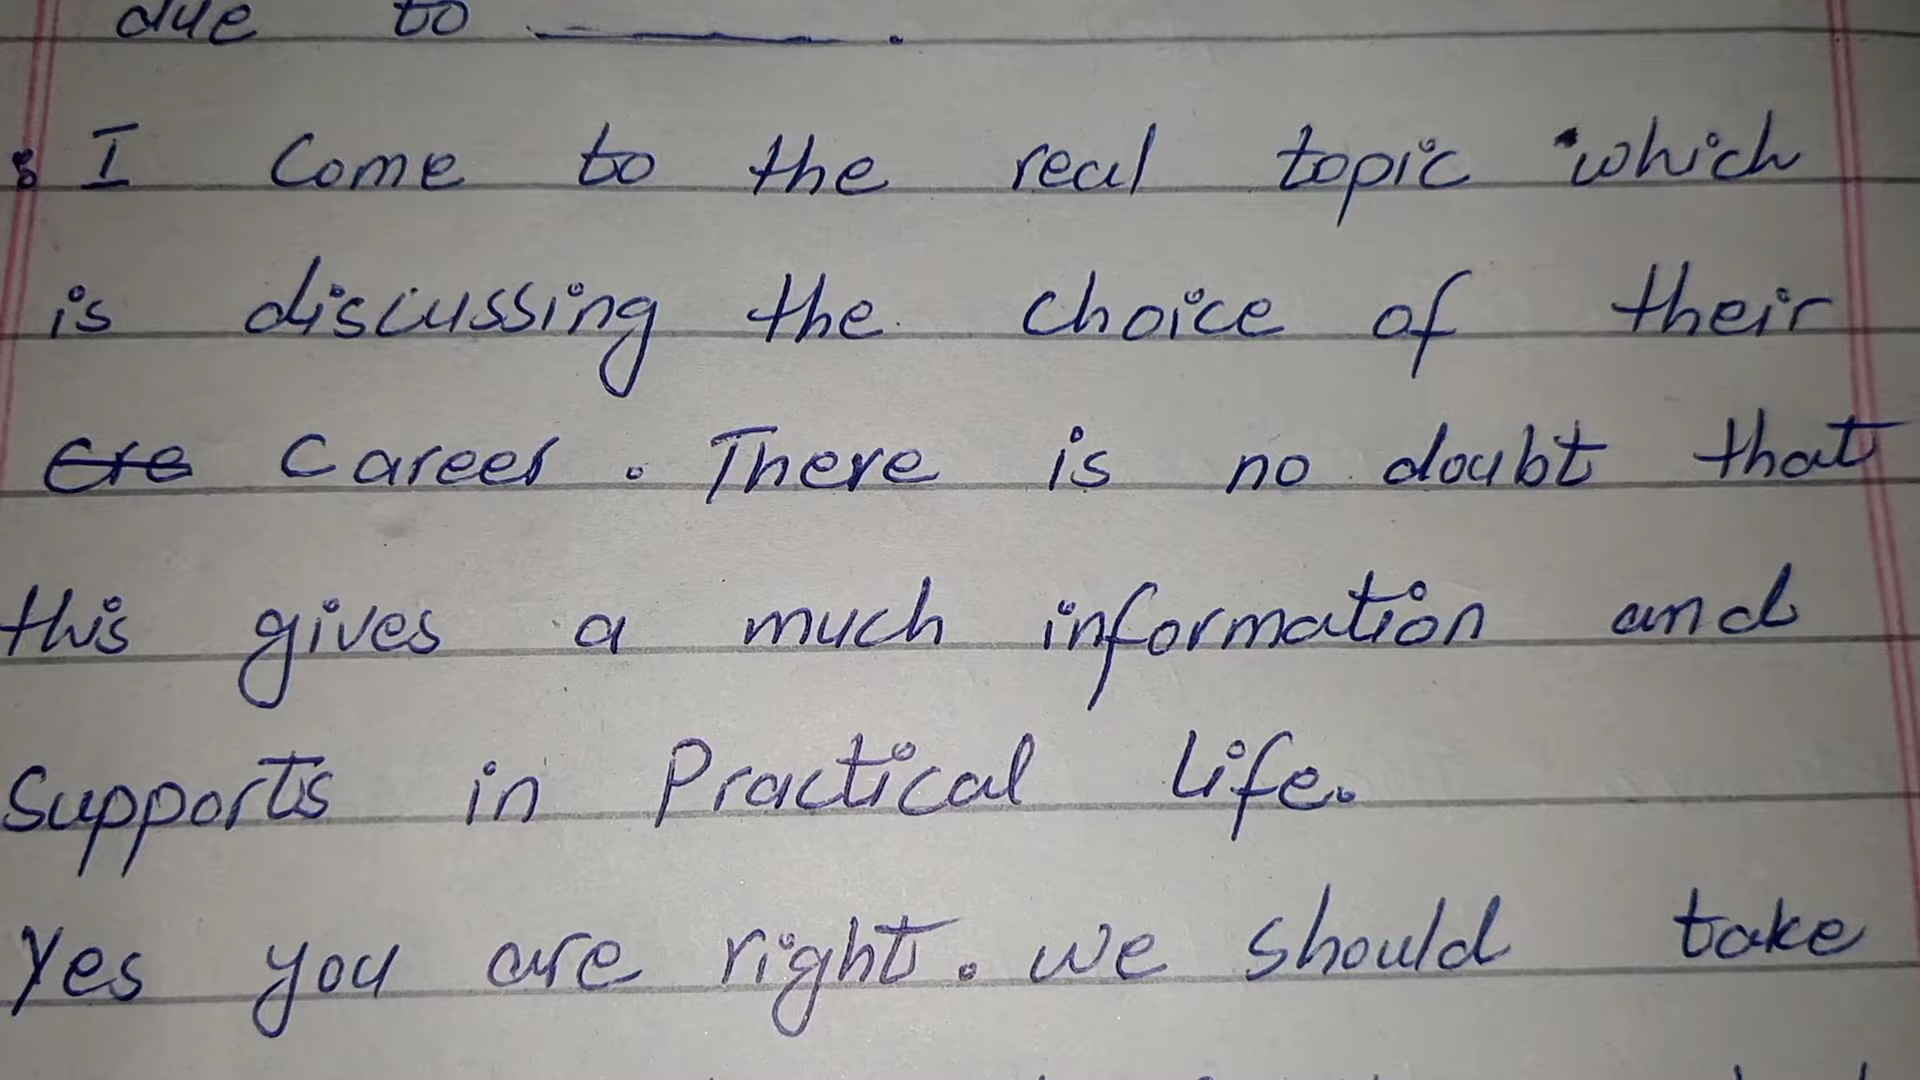 due to ______ .
: I Come to the real topic which
is discussing the choice of their
Career . There is no doubt that
this gives a much information and
Supports in Practical Life.
Yes you are right. we should take